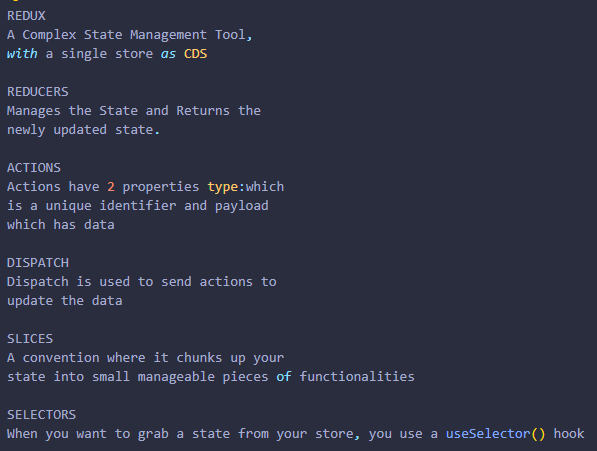 REDUX
A Complex State Management Tool,
with a single store as CDS
REDUCERS
Manages the State and Returns the
newly updated state.
ACTIONS
Actions have 2 properties type:which
is a unique identifier and payload
which has data
DISPATCH
Dispatch is used to send actions to
update the data
SLICES
A convention where it chunks up your
state into small manageable pieces of functionalities
SELECTORS
When you want to grab a state from your store, you use a useSelector() hook